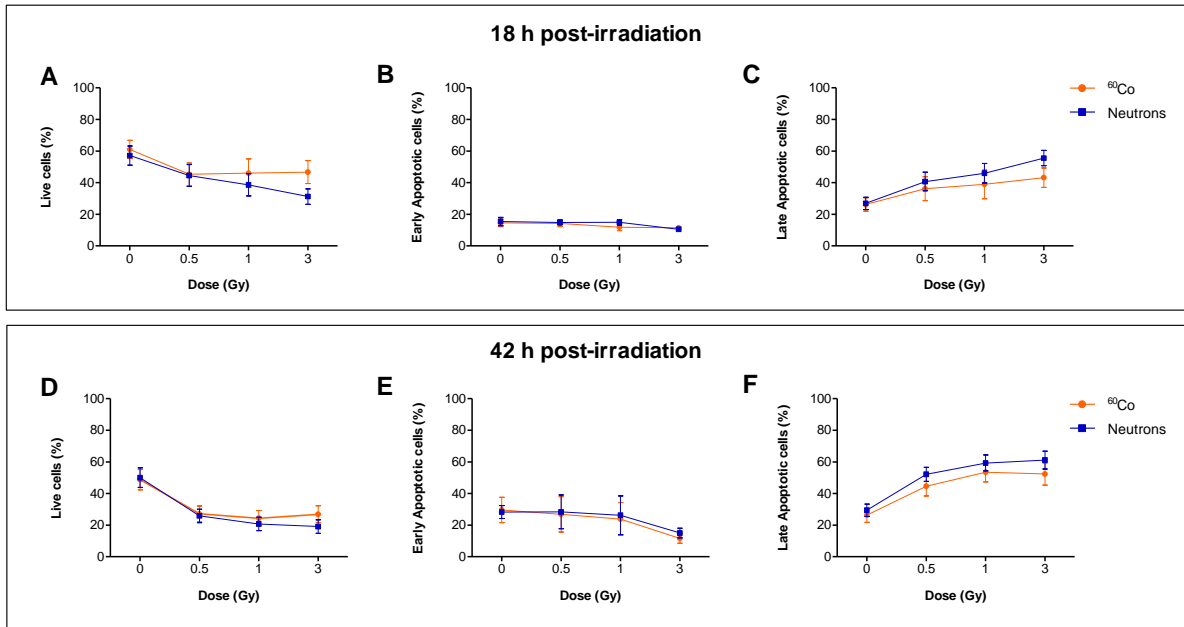 18 h post-irradiation
A
Live cells (%)
100
80
60
40
20
0
0 0.5 1 3
Dose (Gy)
B
Early Apoptotic cells (%)
100
80
60
40
20
0
0 0.5 1 3
Dose (Gy)
C
Late Apoptotic cells (%)
100
80
60
40
20
0
0 0.5 1 3
Dose (Gy)
⁶⁰Co
Neutrons
42 h post-irradiation
D
Live cells (%)
100
80
60
40
20
0
0 0.5 1 3
Dose (Gy)
E
Early Apoptotic cells (%)
100
80
60
40
20
0
0 0.5 1 3
Dose (Gy)
F
Late Apoptotic cells (%)
100
80
60
40
20
0
0 0.5 1 3
Dose (Gy)
⁶⁰Co
Neutrons